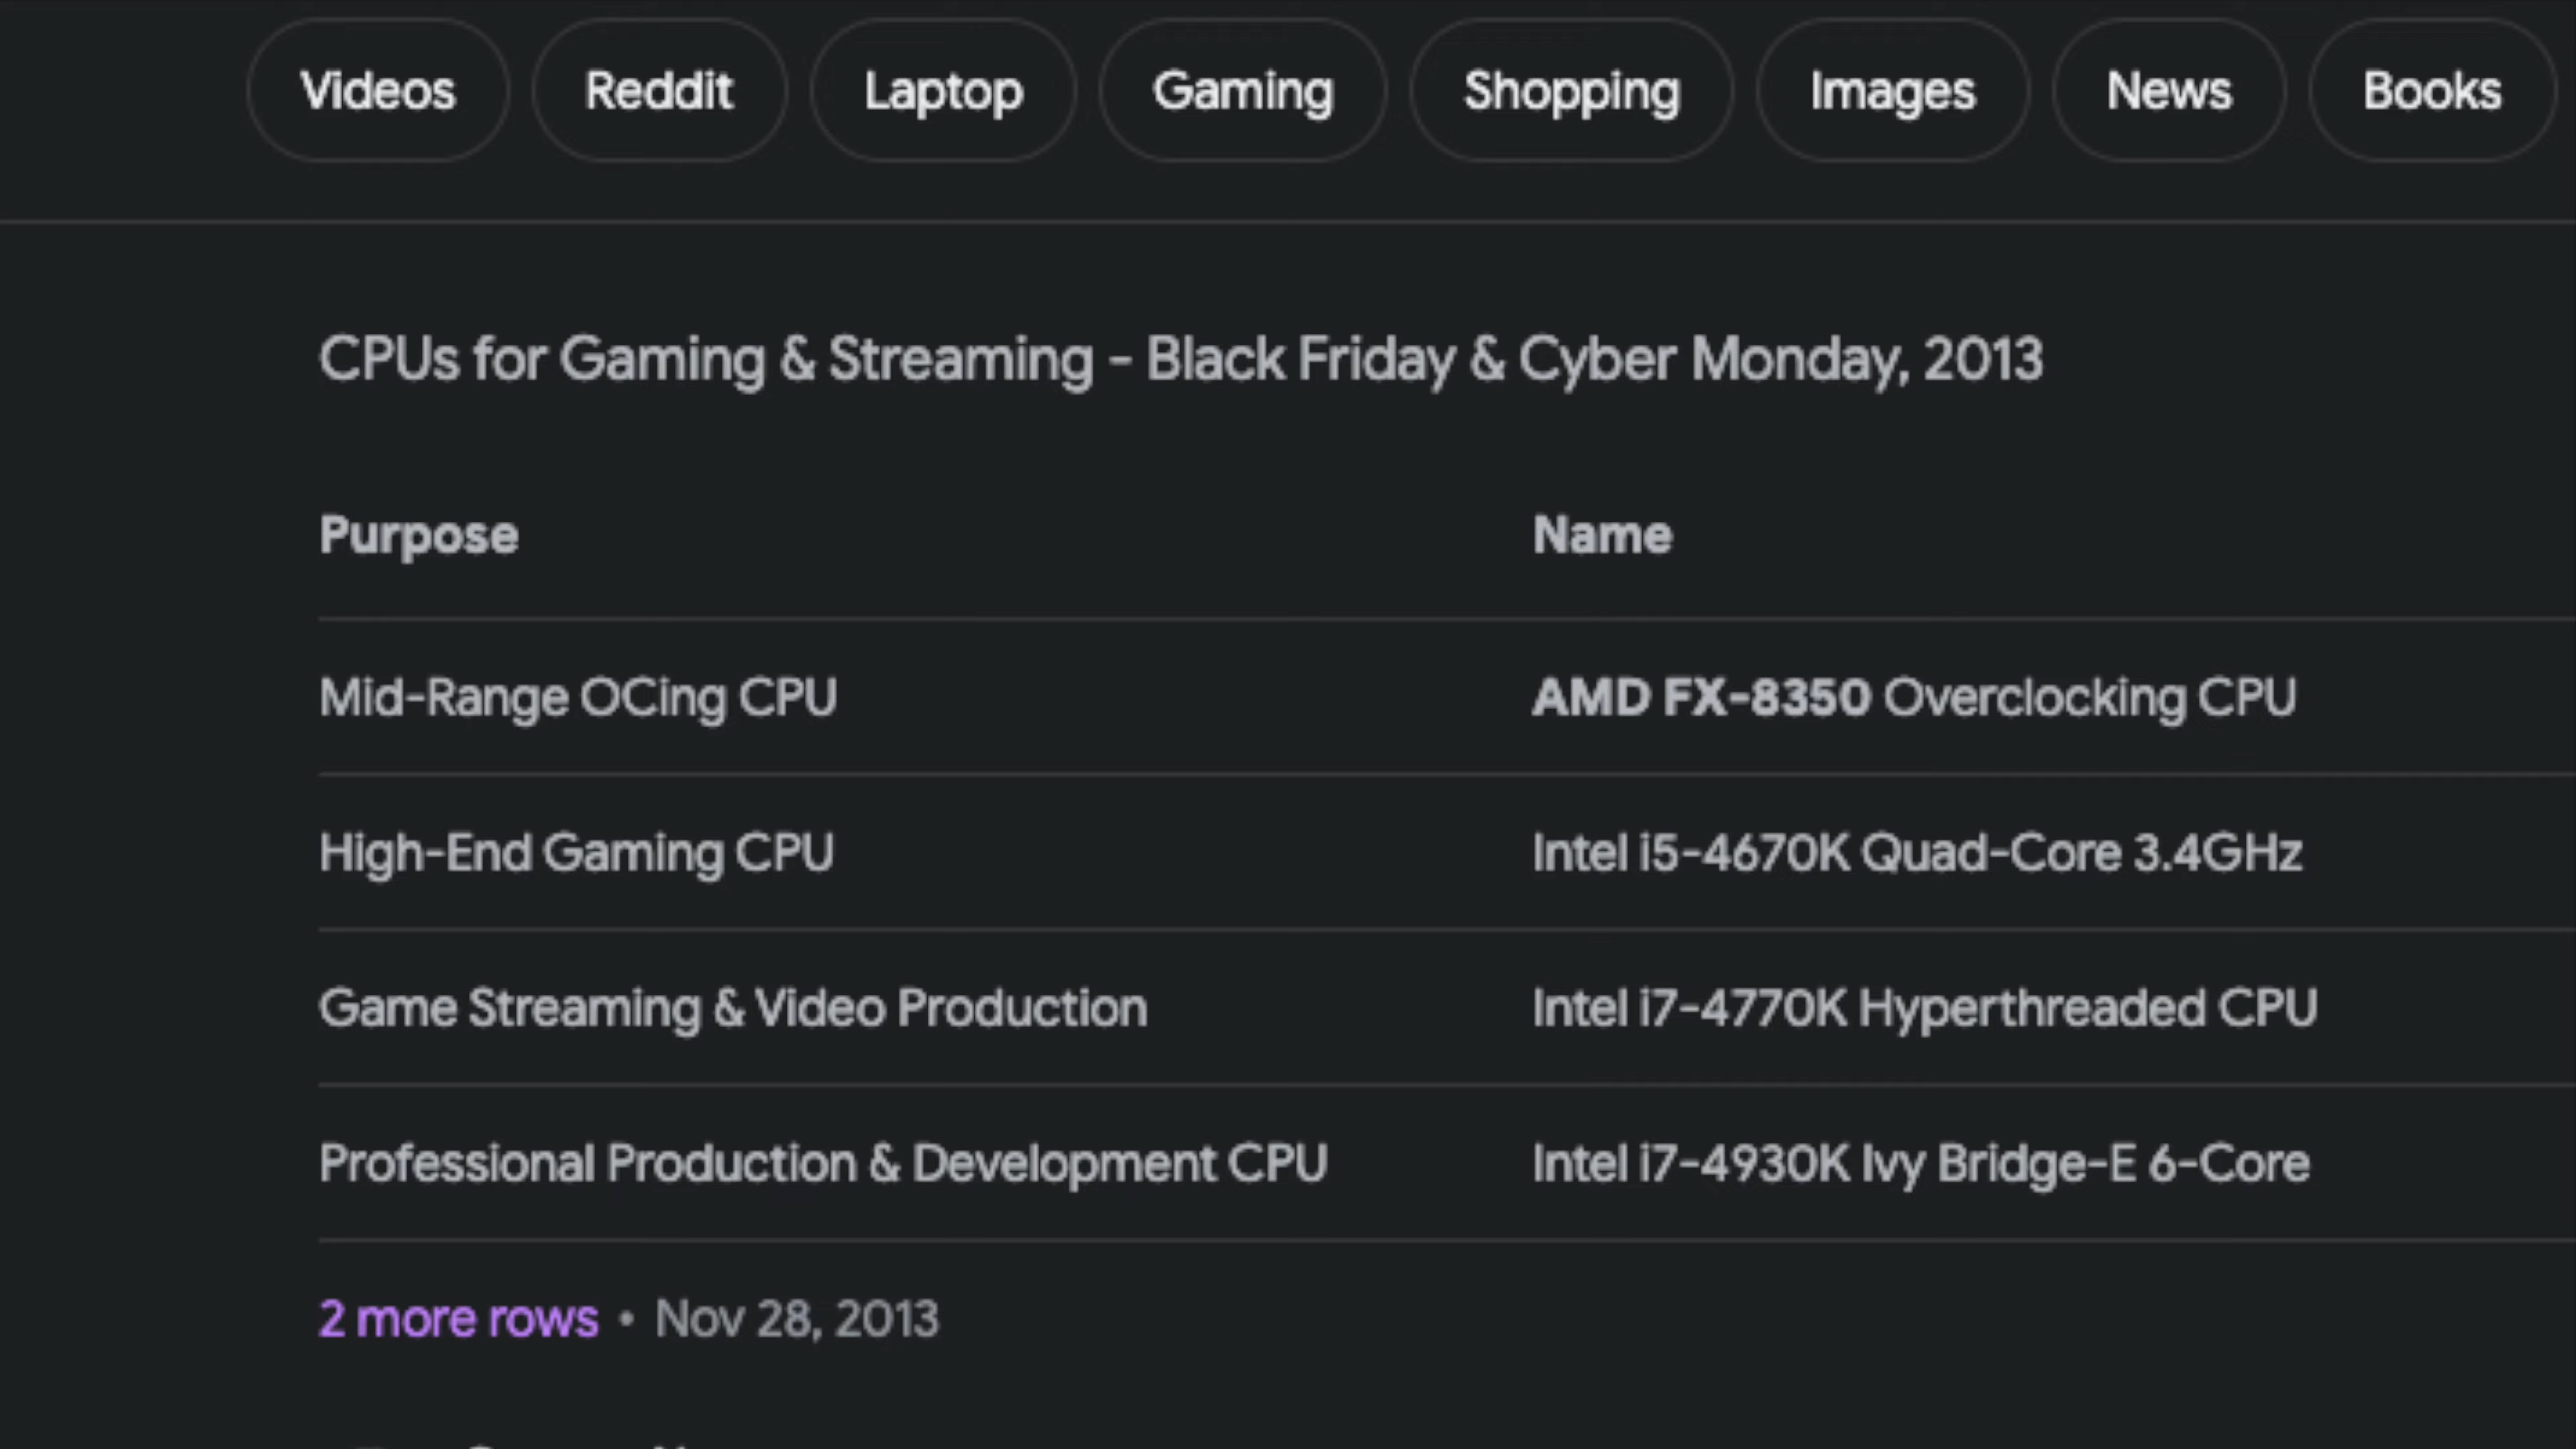 Videos Reddit Laptop Gaming Shopping Images News Books
CPUs for Gaming & Streaming - Black Friday & Cyber Monday, 2013
Purpose Name
Mid-Range OCing CPU AMD FX-8350 Overclocking CPU
High-End Gaming CPU Intel i5-4670K Quad-Core 3.4GHz
Game Streaming & Video Production Intel i7-4770K Hyperthreaded CPU
Professional Production & Development CPU Intel i7-4930K Ivy Bridge-E 6-Core
2 more rows • Nov 28, 2013